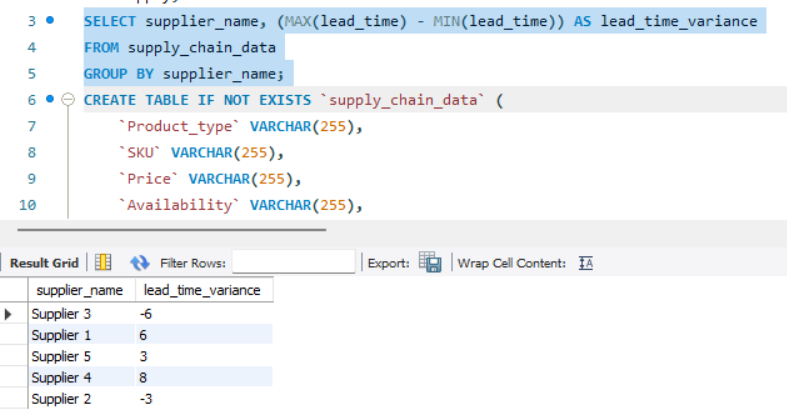 3 SELECT supplier_name, (MAX(lead_time) - MIN(lead_time)) AS lead_time_variance
4 FROM supply_chain_data
5 GROUP BY supplier_name;
6 CREATE TABLE IF NOT EXISTS `supply_chain_data` (
7 `Product_type` VARCHAR(255),
8 `SKU` VARCHAR(255),
9 `Price` VARCHAR(255),
10 `Availability` VARCHAR(255),
Result Grid Filter Rows: Export: Wrap Cell Content: IA
supplier_name lead_time_variance
Supplier 3 -6
Supplier 1 6
Supplier 5 3
Supplier 4 8
Supplier 2 -3